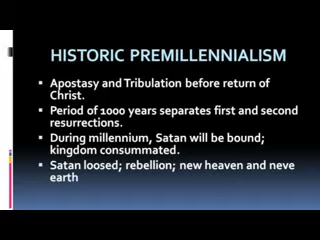 HISTORIC PREMILLENNIALISM
Apostasy and Tribulation before return of
Christ.
Period of 1000 years separates first and second
resurrections.
During millennium, Satan will be bound;
kingdom consummated.
Satan loosed; rebellion; new heaven and neve
earth